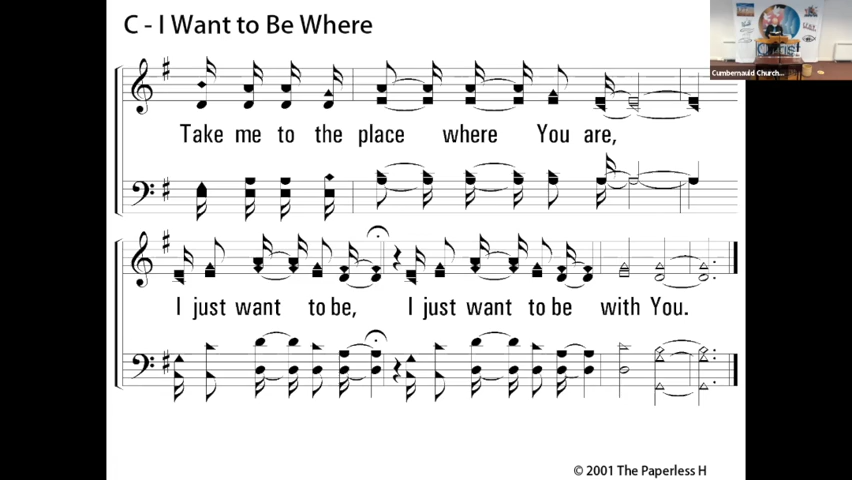 C - I Want to Be Where
Cumbernauld Church...
Take me to the place where You are,
I just want to be, I just want to be with You.
© 2001 The Paperless H